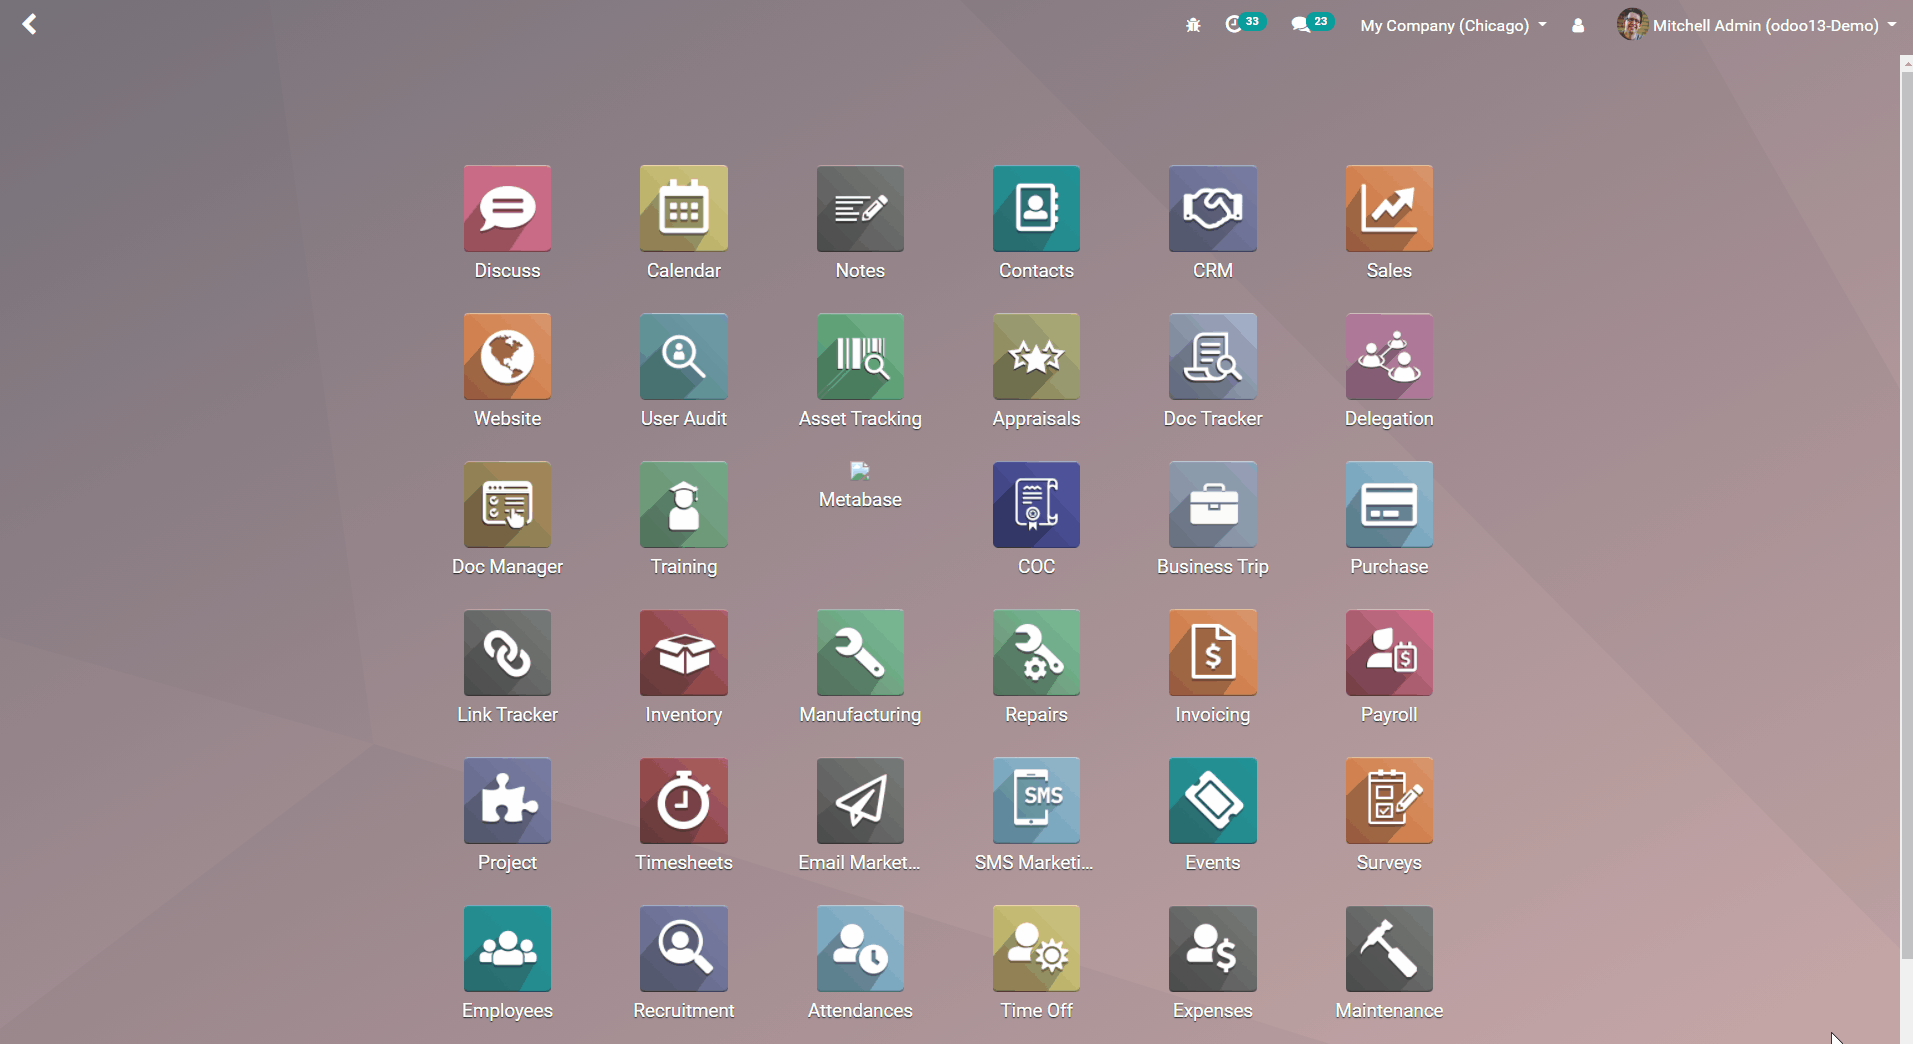 33
23
My Company (Chicago)
Mitchell Admin (odoo13-Demo)
Discuss
Calendar
Notes
Contacts
CRM
Sales
Website
User Audit
Asset Tracking
Appraisals
Doc Tracker
Delegation
Doc Manager
Training
Metabase
COC
Business Trip
Purchase
Link Tracker
Inventory
Manufacturing
$
Repairs
Invoicing
$
Payroll
SMS
Project
Timesheets
Email Market...
SMS Marketi...
Events
Surveys
$
Employees
Recruitment
Attendances
Time Off
Expenses
Maintenance